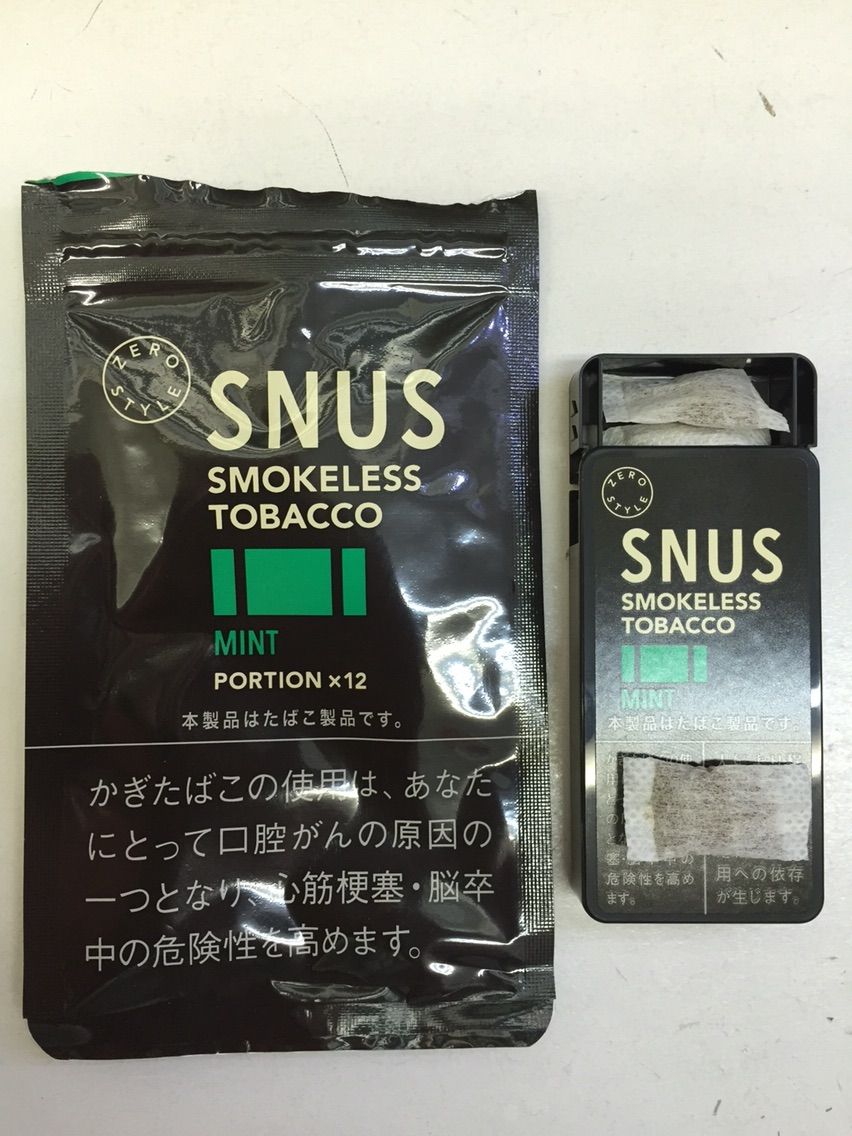 ZERO
STYLE
SNUS
SMOKELESS
TOBACCO
MINT
PORTION ×12
本製品はたばこ製品です。
かぎたばこの使用は、あなた
にとって口腔がんの原因の
一つとなり、心筋梗塞・脳卒
中の危険性を高めます。
ZERO
STYLE
SNUS
SMOKELESS
TOBACCO
MINT
本製品はたばこ製品です。
危険性を高め
ます。
用への依存
が生じます。